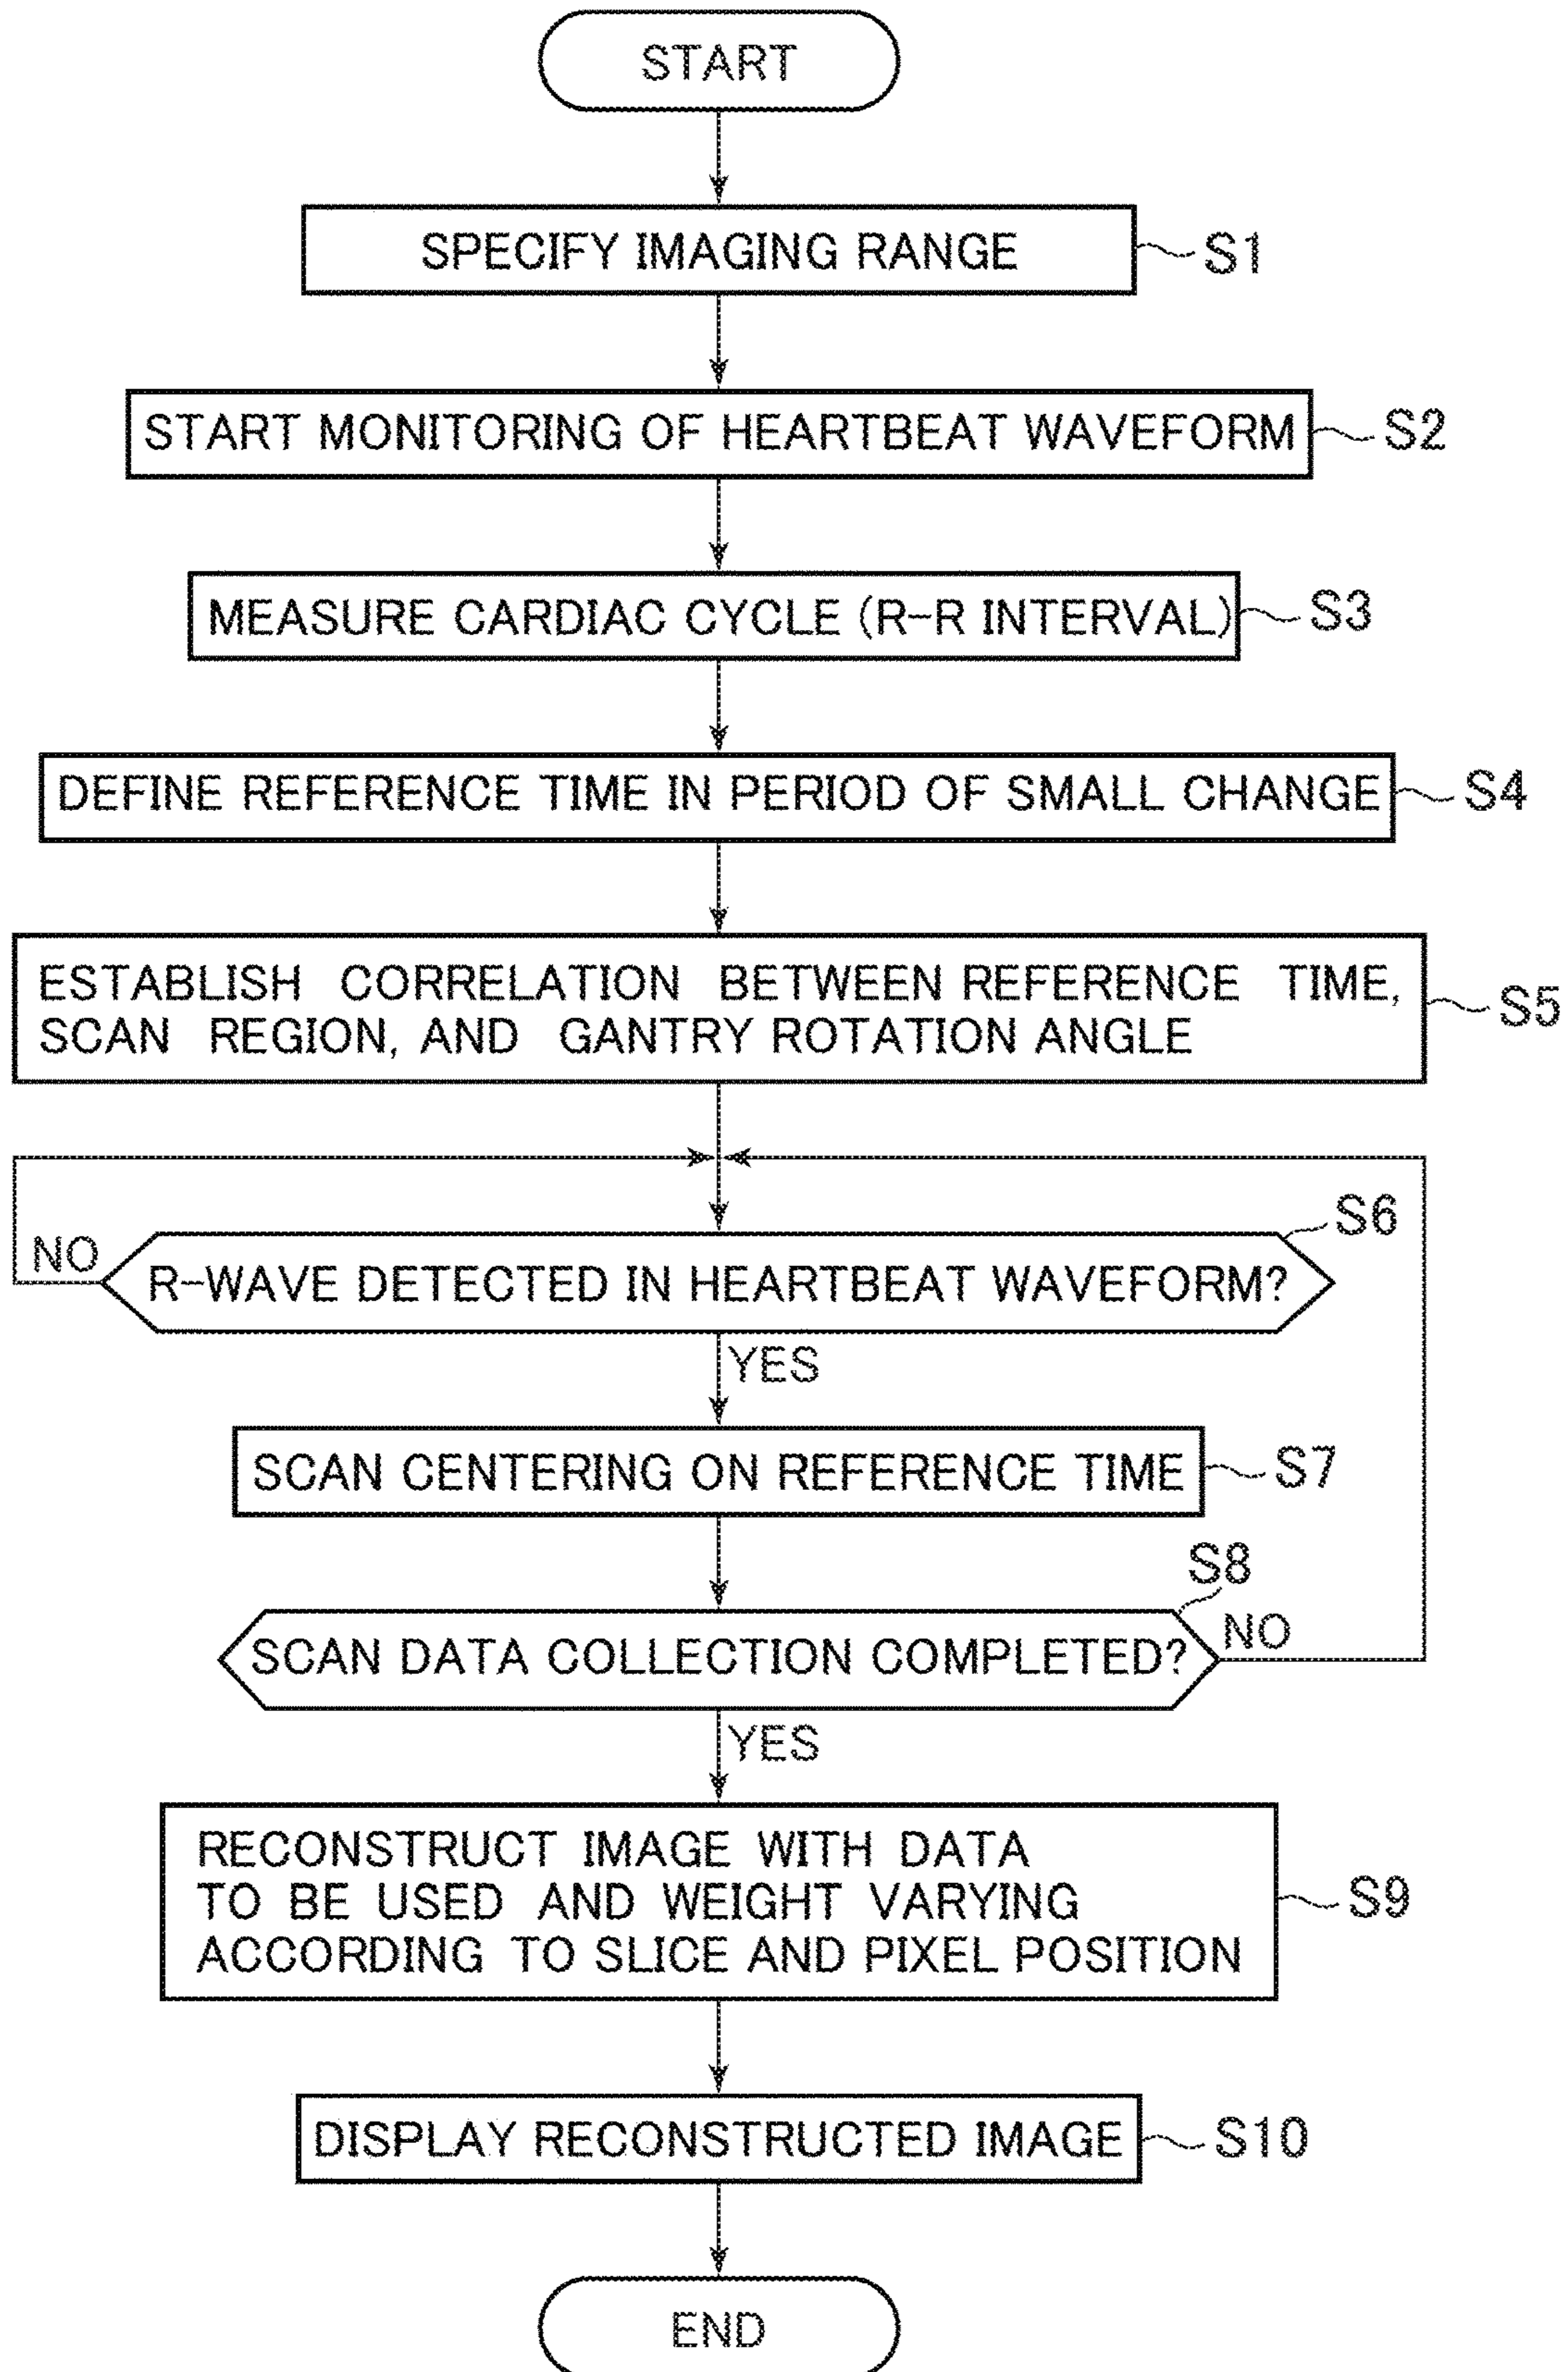 START
SPECIFY IMAGING RANGE
S1
START MONITORING OF HEARTBEAT WAVEFORM
S2
MEASURE CARDIAC CYCLE (R-R INTERVAL)
S3
DEFINE REFERENCE TIME IN PERIOD OF SMALL CHANGE
S4
ESTABLISH CORRELATION BETWEEN REFERENCE TIME,
SCAN REGION, AND GANTRY ROTATION ANGLE
S5
S6
NO
R-WAVE DETECTED IN HEARTBEAT WAVEFORM?
YES
SCAN CENTERING ON REFERENCE TIME
S7
S8
SCAN DATA COLLECTION COMPLETED?
NO
YES
RECONSTRUCT IMAGE WITH DATA
TO BE USED AND WEIGHT VARYING
ACCORDING TO SLICE AND PIXEL POSITION
S9
DISPLAY RECONSTRUCTED IMAGE
S10
END